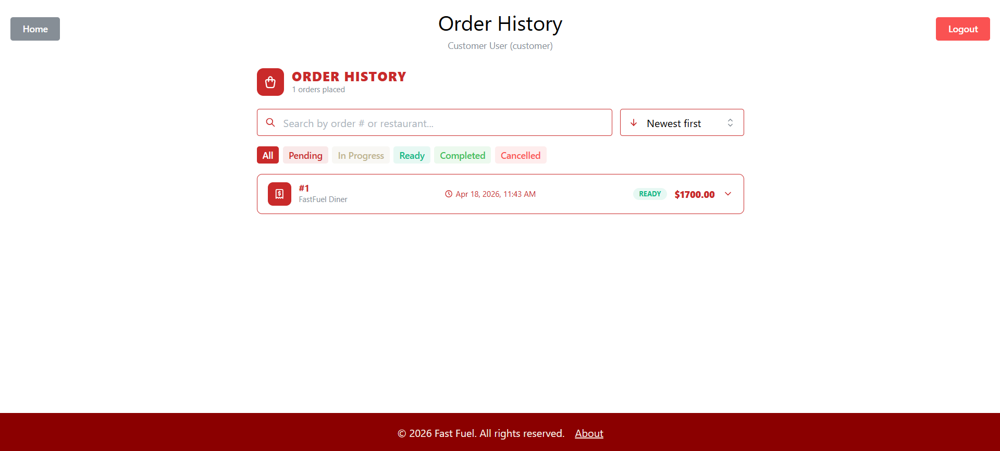 Home
Order History
Customer User (customer)
Logout
ORDER HISTORY
1 orders placed
Search by order # or restaurant...
Newest first
All
Pending
In Progress
Ready
Completed
Cancelled
#1
FastFuel Diner
Apr 18, 2026, 11:43 AM
READY
$1700.00
© 2026 Fast Fuel. All rights reserved. About